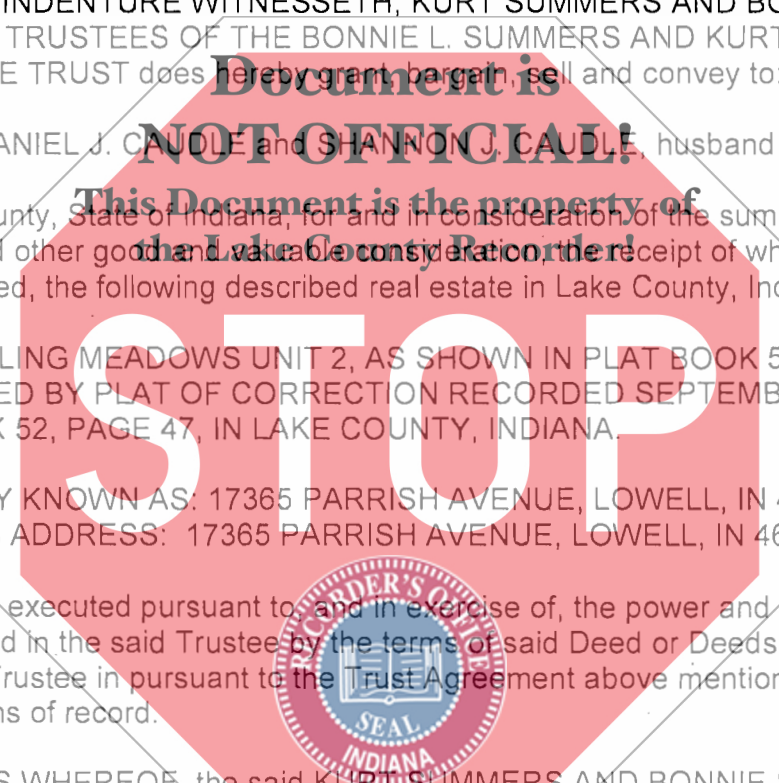 INDENTURE WITNESSETH, KURT SUMMERS AND BO
TRUSTEES OF THE BONNIE L. SUMMERS AND KURT
E TRUST does hereby grant, bargain, sell and convey to:
Document is
ANIEL J. CAUDLE and SHANNON J. CAUDLE, husband
NOT OFFICIAL!
This Document is the property of
unty, State of Indiana, for and in consideration of the sum
the Lake County Recorder!
other good and valuable consideration, the receipt of wh
ed, the following described real estate in Lake County, Ind
STOP
LING MEADOWS UNIT 2, AS SHOWN IN PLAT BOOK 5
ED BY PLAT OF CORRECTION RECORDED SEPTEMB
52, PAGE 47, IN LAKE COUNTY, INDIANA.
Y KNOWN AS: 17365 PARRISH AVENUE, LOWELL, IN 4
ADDRESS: 17365 PARRISH AVENUE, LOWELL, IN 46
executed pursuant to, and in exercise of, the power and
d in the said Trustee by the terms of said Deed or Deeds
Trustee in pursuant to the Trust Agreement above mention
ns of record.
RECORDER'S OFFICE
SEAL
INDIANA
S WHEREOF, the said KURT SUMMERS AND BONNIE